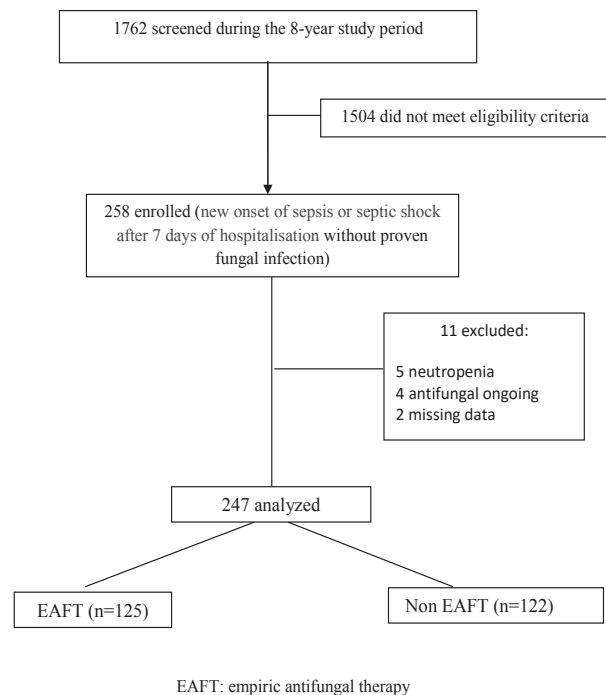 1762 screened during the 8-year study period
1504 did not meet eligibility criteria
258 enrolled (new onset of sepsis or septic shock
after 7 days of hospitalisation without proven
fungal infection)
11 excluded:
5 neutropenia
4 antifungal ongoing
2 missing data
247 analyzed
EAFT (n=125)
Non EAFT (n=122)
EAFT: empiric antifungal therapy